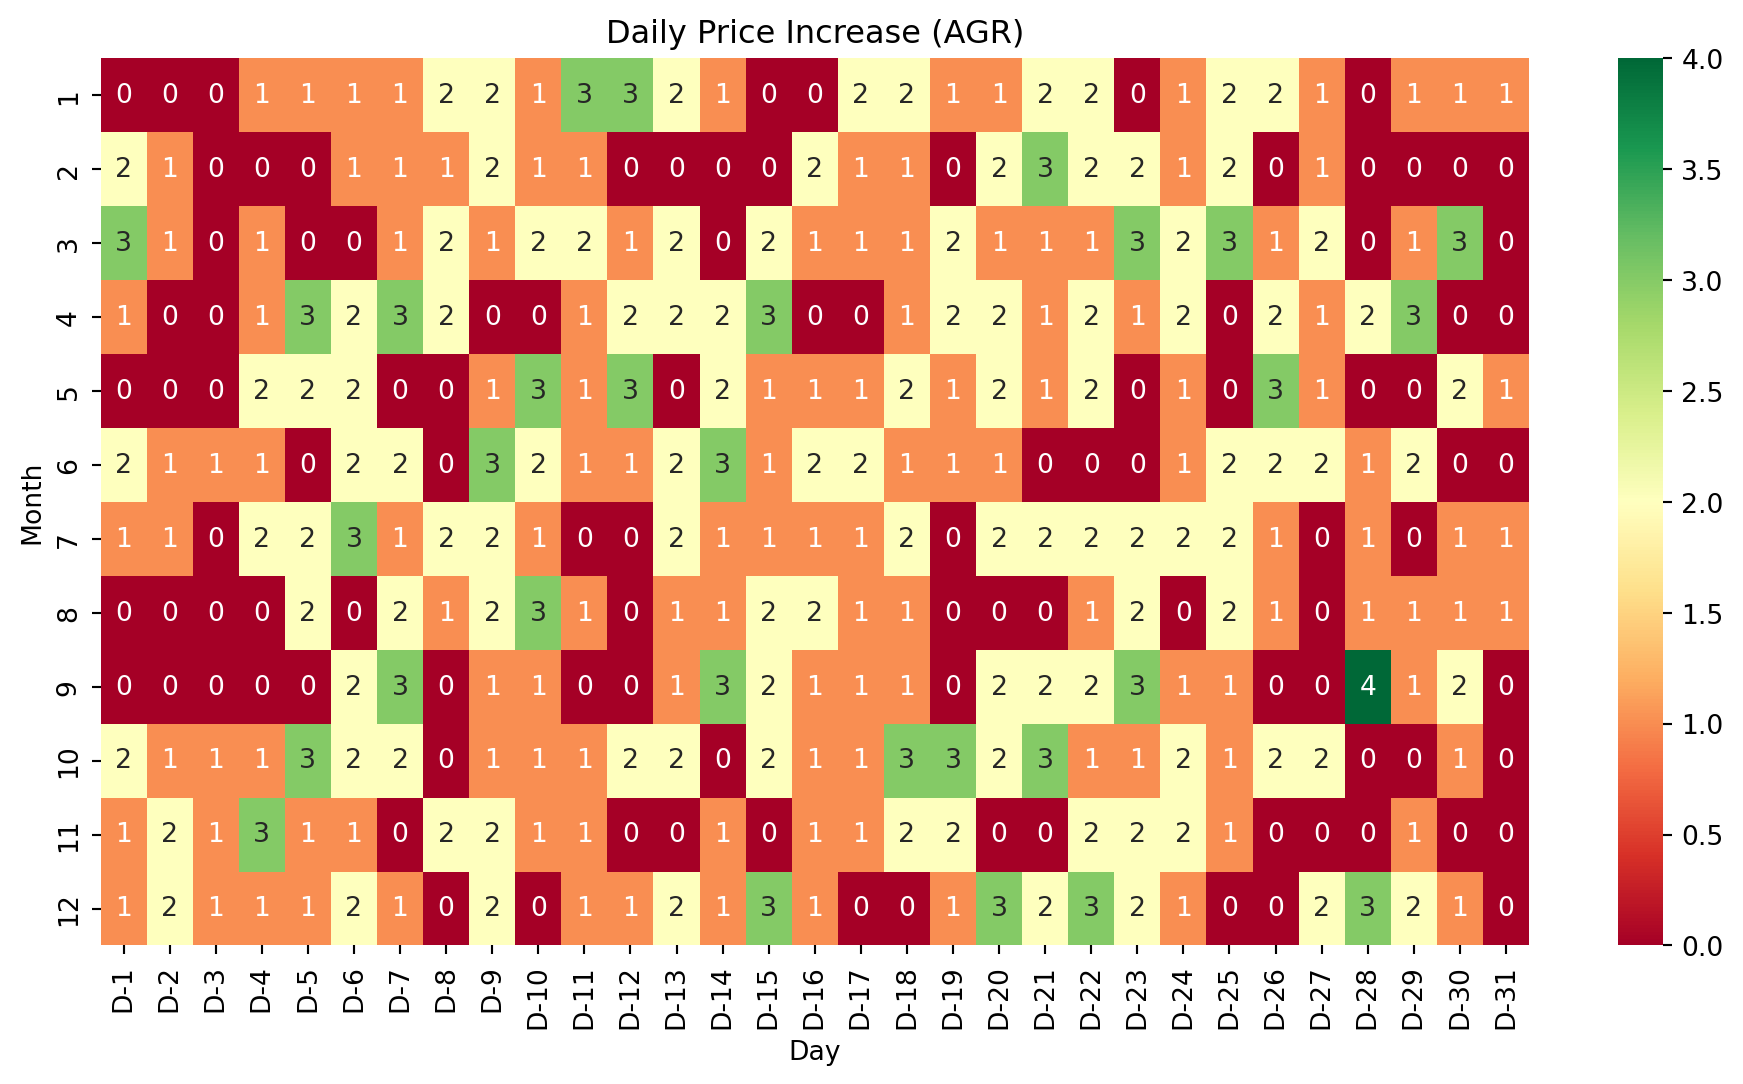 Daily Price Increase (AGR)
1 0 0 0 1 1 1 1 2 2 1 3 3 2 1 0 0 2 2 1 1 2 2 0 1 2 2 1 0 1 1 1
2 2 1 0 0 0 1 1 1 2 1 1 0 0 0 0 2 1 1 0 2 3 2 2 1 2 0 1 0 0 0 0
3 3 1 0 1 0 0 1 2 1 2 2 1 2 0 2 1 1 1 2 1 1 1 3 2 3 1 2 0 1 3 0
4 1 0 0 1 3 2 3 2 0 0 1 2 2 2 3 0 0 1 2 2 1 2 1 2 0 2 1 2 3 0 0
5 0 0 0 2 2 2 0 0 1 3 1 3 0 2 1 1 1 2 1 2 1 2 0 1 0 3 1 0 0 2 1
6 2 1 1 1 0 2 2 0 3 2 1 1 2 3 1 2 2 1 1 1 0 0 0 1 2 2 2 1 2 0 0
7 1 1 0 2 2 3 1 2 2 1 0 0 2 1 1 1 1 2 0 2 2 2 2 2 2 1 0 1 0 1 1
8 0 0 0 0 2 0 2 1 2 3 1 0 1 1 2 2 1 1 0 0 0 1 2 0 2 1 0 1 1 1 1
9 0 0 0 0 0 2 3 0 1 1 0 0 1 3 2 1 1 1 0 2 2 2 3 1 1 0 0 4 1 2 0
10 2 1 1 1 3 2 2 0 1 1 1 2 2 0 2 1 1 3 3 2 3 1 1 2 1 2 2 0 0 1 0
11 1 2 1 3 1 1 0 2 2 1 1 0 0 1 0 1 1 2 2 0 0 2 2 2 1 0 0 0 1 0 0
12 1 2 1 1 1 2 1 0 2 0 1 1 2 1 3 1 0 0 1 3 2 3 2 1 0 0 2 3 2 1 0
D-1 D-2 D-3 D-4 D-5 D-6 D-7 D-8 D-9 D-10 D-11 D-12 D-13 D-14 D-15 D-16 D-17 D-18 D-19 D-20 D-21 D-22 D-23 D-24 D-25 D-26 D-27 D-28 D-29 D-30 D-31
Day
Month
4.0
3.5
3.0
2.5
2.0
1.5
1.0
0.5
0.0